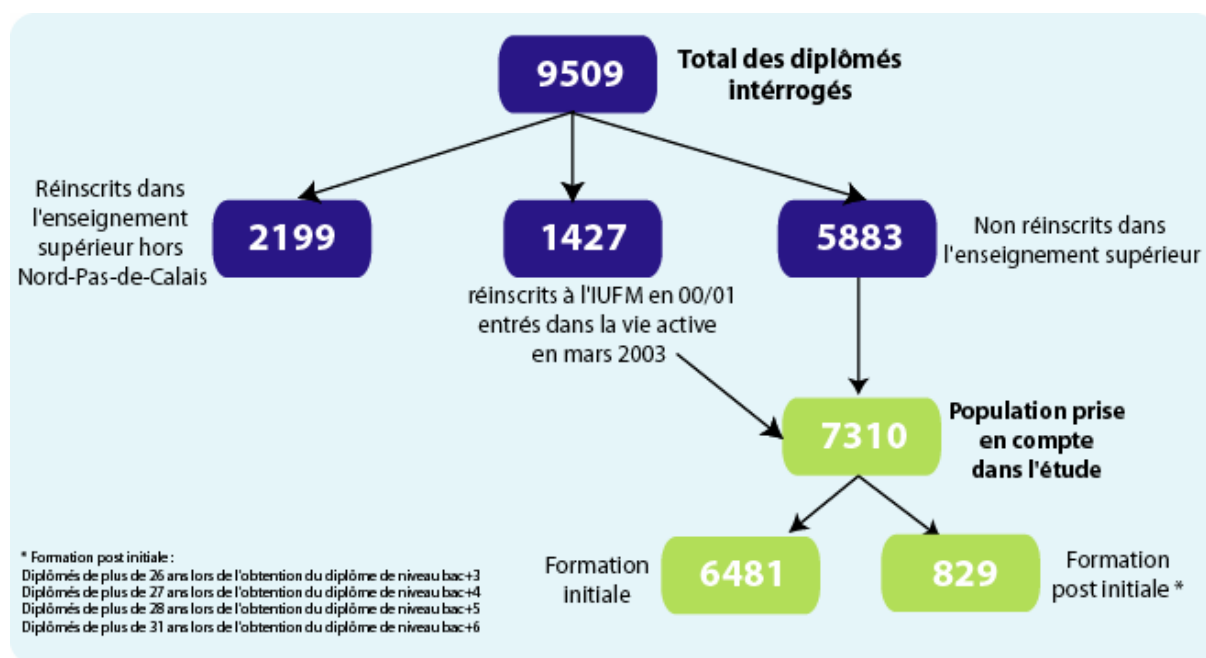 9509
Total des diplômés
intérrogés
Réinscrits dans
l'enseignement
supérieur hors
Nord-Pas-de-Calais
2199
1427
5883
Non réinscrits dans
l'enseignement supérieur
réinscrits à l'IUFM en 00/01
entrés dans la vie active
en mars 2003
7310
Population prise
en compte
dans l'étude
Formation
initiale
6481
829
Formation
post initiale *
* Formation post initiale :
Diplômés de plus de 26 ans lors de l'obtention du diplôme de niveau bac+3
Diplômés de plus de 27 ans lors de l'obtention du diplôme de niveau bac+4
Diplômés de plus de 28 ans lors de l'obtention du diplôme de niveau bac+5
Diplômés de plus de 31 ans lors de l'obtention du diplôme de niveau bac+6